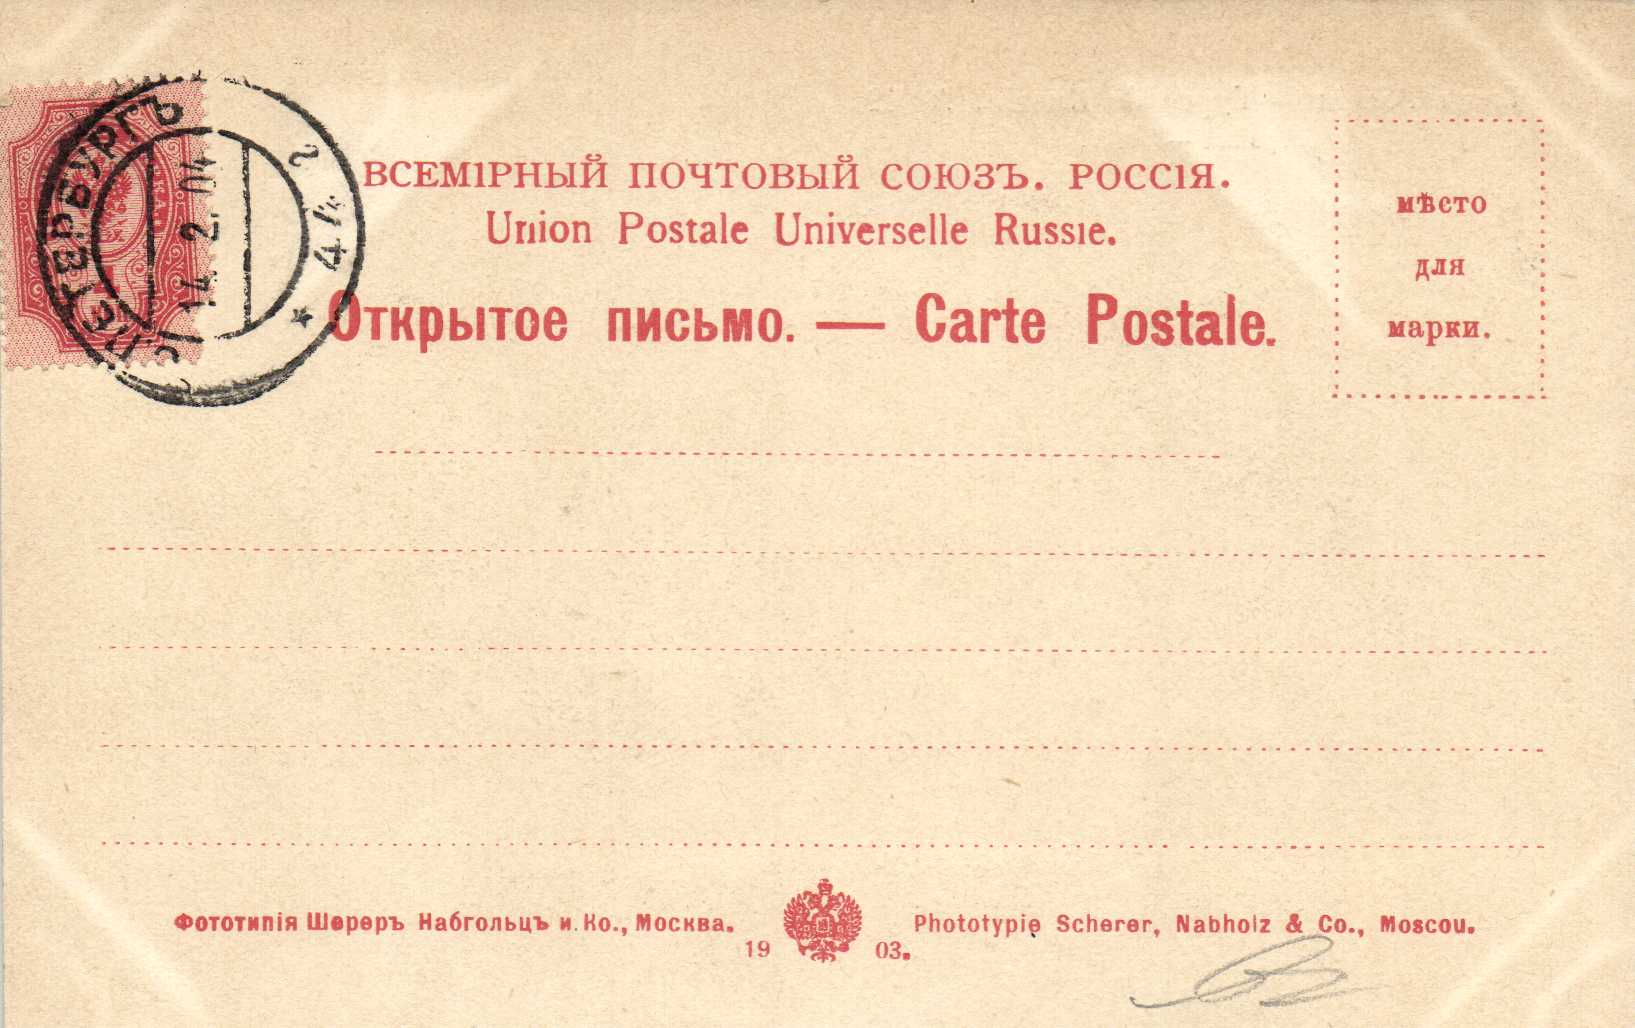 ВСЕМІРНЫЙ ПОЧТОВЫЙ СОЮЗЪ. РОССІЯ.
Union Postale Universelle Russie.
Открытое письмо. — Carte Postale.
мѣсто
для
марки.
С.ПЕТЕРБУРГЪ
14 2 04
Фототипія Шереръ Набгольцъ и Ко., Москва.
Phototypie Scherer, Nabholz & Co., Moscou.
19 03.